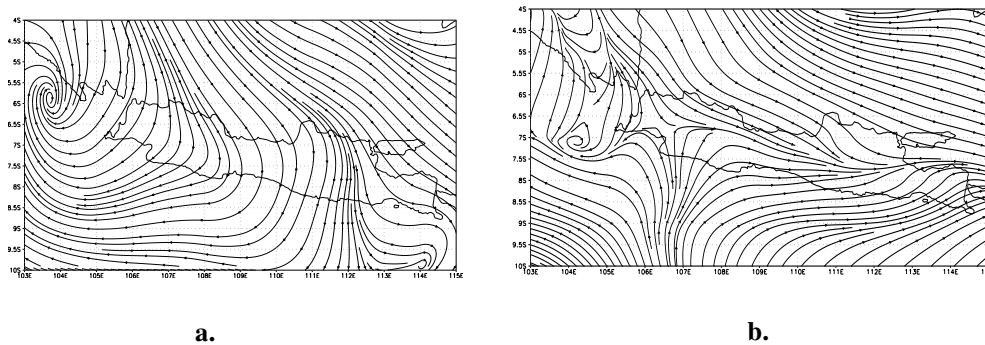 4S
4.5S
5S
5.5S
6S
6.5S
7S
7.5S
8S
8.5S
9S
9.5S
10S
103E 104E 105E 106E 107E 108E 109E 110E 111E 112E 113E 114E 115E
4S
4.5S
5S
5.5S
6S
6.5S
7S
7.5S
8S
8.5S
9S
9.5S
10S
103E 104E 105E 106E 107E 108E 109E 110E 111E 112E 113E 114E
a.
b.